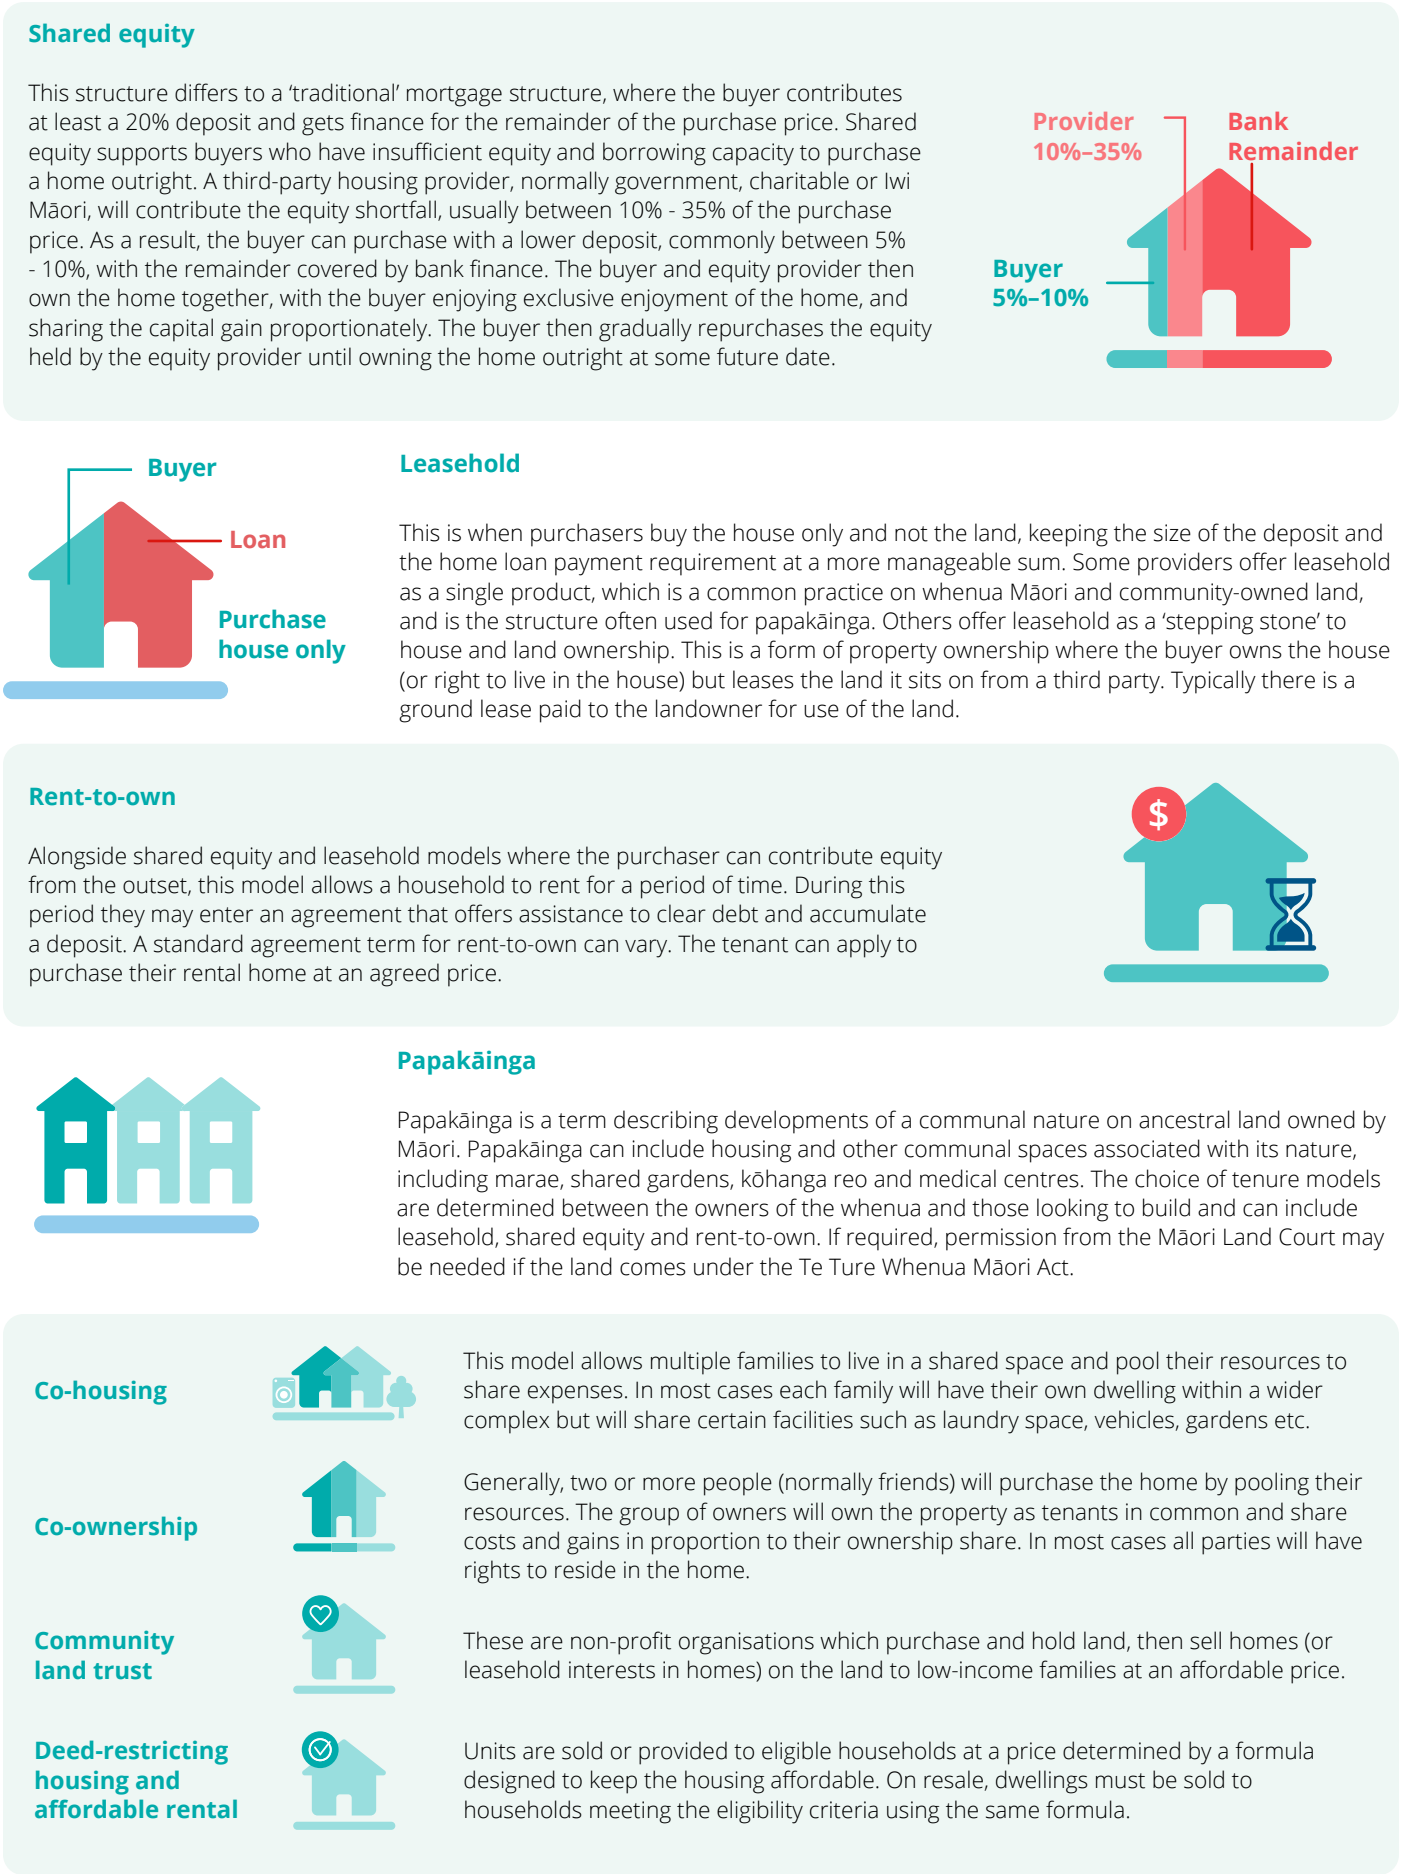 Shared equity
This structure differs to a ‘traditional’ mortgage structure, where the buyer contributes
at least a 20% deposit and gets finance for the remainder of the purchase price. Shared
equity supports buyers who have insufficient equity and borrowing capacity to purchase
a home outright. A third-party housing provider, normally government, charitable or Iwi
Māori, will contribute the equity shortfall, usually between 10% - 35% of the purchase
price. As a result, the buyer can purchase with a lower deposit, commonly between 5%
- 10%, with the remainder covered by bank finance. The buyer and equity provider then
own the home together, with the buyer enjoying exclusive enjoyment of the home, and
sharing the capital gain proportionately. The buyer then gradually repurchases the equity
held by the equity provider until owning the home outright at some future date.
Provider
10%–35%
Bank
Remainder
Buyer
5%–10%
Buyer
Loan
Purchase
house only
Leasehold
This is when purchasers buy the house only and not the land, keeping the size of the deposit and
the home loan payment requirement at a more manageable sum. Some providers offer leasehold
as a single product, which is a common practice on whenua Māori and community-owned land,
and is the structure often used for papakāinga. Others offer leasehold as a ‘stepping stone’ to
house and land ownership. This is a form of property ownership where the buyer owns the house
(or right to live in the house) but leases the land it sits on from a third party. Typically there is a
ground lease paid to the landowner for use of the land.
Rent-to-own
Alongside shared equity and leasehold models where the purchaser can contribute equity
from the outset, this model allows a household to rent for a period of time. During this
period they may enter an agreement that offers assistance to clear debt and accumulate
a deposit. A standard agreement term for rent-to-own can vary. The tenant can apply to
purchase their rental home at an agreed price.
$
Papakāinga
Papakāinga is a term describing developments of a communal nature on ancestral land owned by
Māori. Papakāinga can include housing and other communal spaces associated with its nature,
including marae, shared gardens, kōhanga reo and medical centres. The choice of tenure models
are determined between the owners of the whenua and those looking to build and can include
leasehold, shared equity and rent-to-own. If required, permission from the Māori Land Court may
be needed if the land comes under the Te Ture Whenua Māori Act.
Co-housing
This model allows multiple families to live in a shared space and pool their resources to
share expenses. In most cases each family will have their own dwelling within a wider
complex but will share certain facilities such as laundry space, vehicles, gardens etc.
Co-ownership
Generally, two or more people (normally friends) will purchase the home by pooling their
resources. The group of owners will own the property as tenants in common and share
costs and gains in proportion to their ownership share. In most cases all parties will have
rights to reside in the home.
Community
land trust
These are non-profit organisations which purchase and hold land, then sell homes (or
leasehold interests in homes) on the land to low-income families at an affordable price.
Deed-restricting
housing and
affordable rental
Units are sold or provided to eligible households at a price determined by a formula
designed to keep the housing affordable. On resale, dwellings must be sold to
households meeting the eligibility criteria using the same formula.